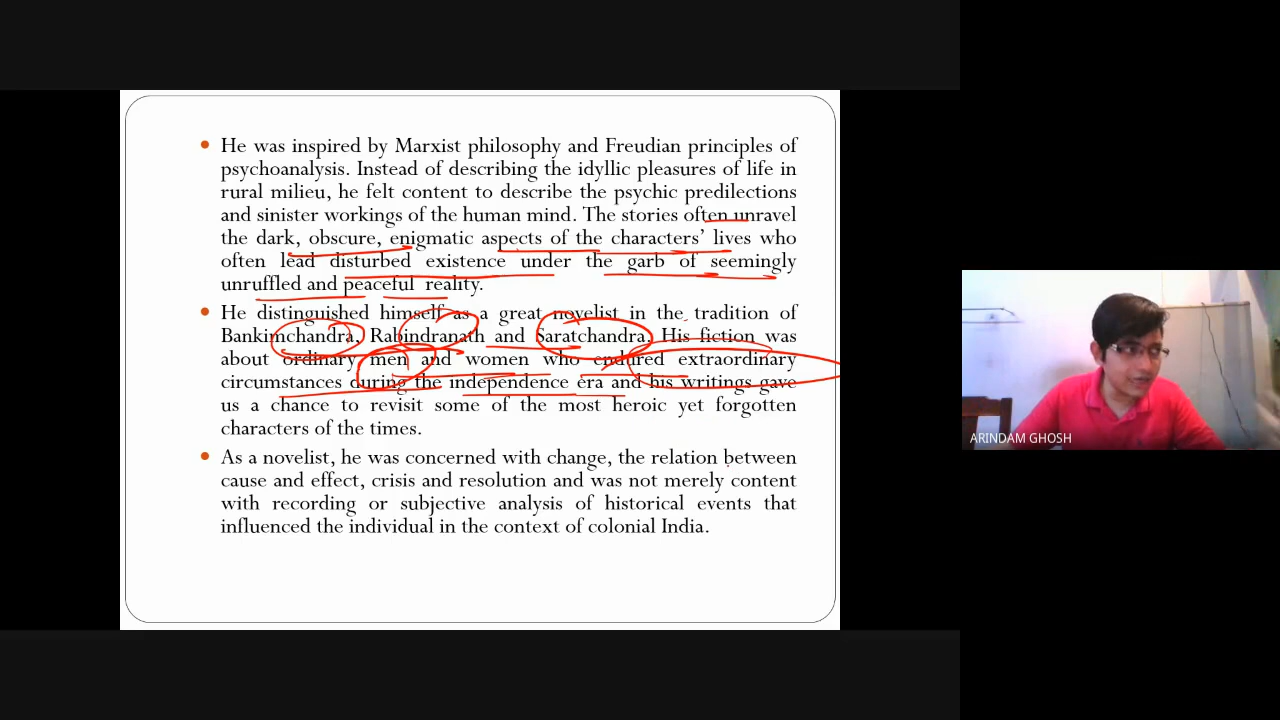 • He was inspired by Marxist philosophy and Freudian principles of
psychoanalysis. Instead of describing the idyllic pleasures of life in
rural milieu, he felt content to describe the psychic predilections
and sinister workings of the human mind. The stories often unravel
the dark, obscure, enigmatic aspects of the characters’ lives who
often lead disturbed existence under the garb of seemingly
unruffled and peaceful reality.
• He distinguished himself as a great novelist in the tradition of
Bankimchandra, Rabindranath and Saratchandra. His fiction was
about ordinary men and women who endured extraordinary
circumstances during the independence era and his writings gave
us a chance to revisit some of the most heroic yet forgotten
characters of the times.
• As a novelist, he was concerned with change, the relation between
cause and effect, crisis and resolution and was not merely content
with recording or subjective analysis of historical events that
influenced the individual in the context of colonial India.
ARINDAM GHOSH